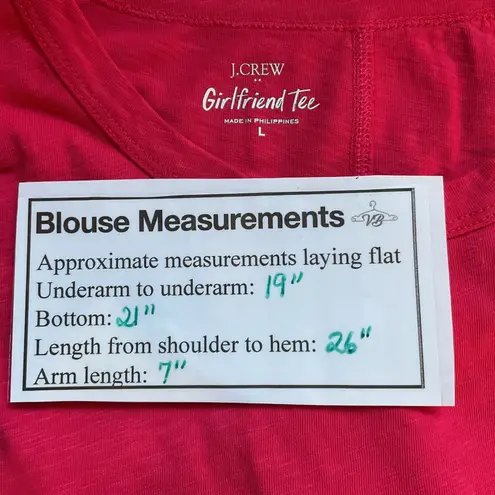 J.CREW
Girlfriend Tee
MADE IN PHILIPPINES
L
Blouse Measurements VB
Approximate measurements laying flat
Underarm to underarm: 19"
Bottom: 21"
Length from shoulder to hem: 26"
Arm length: 7"